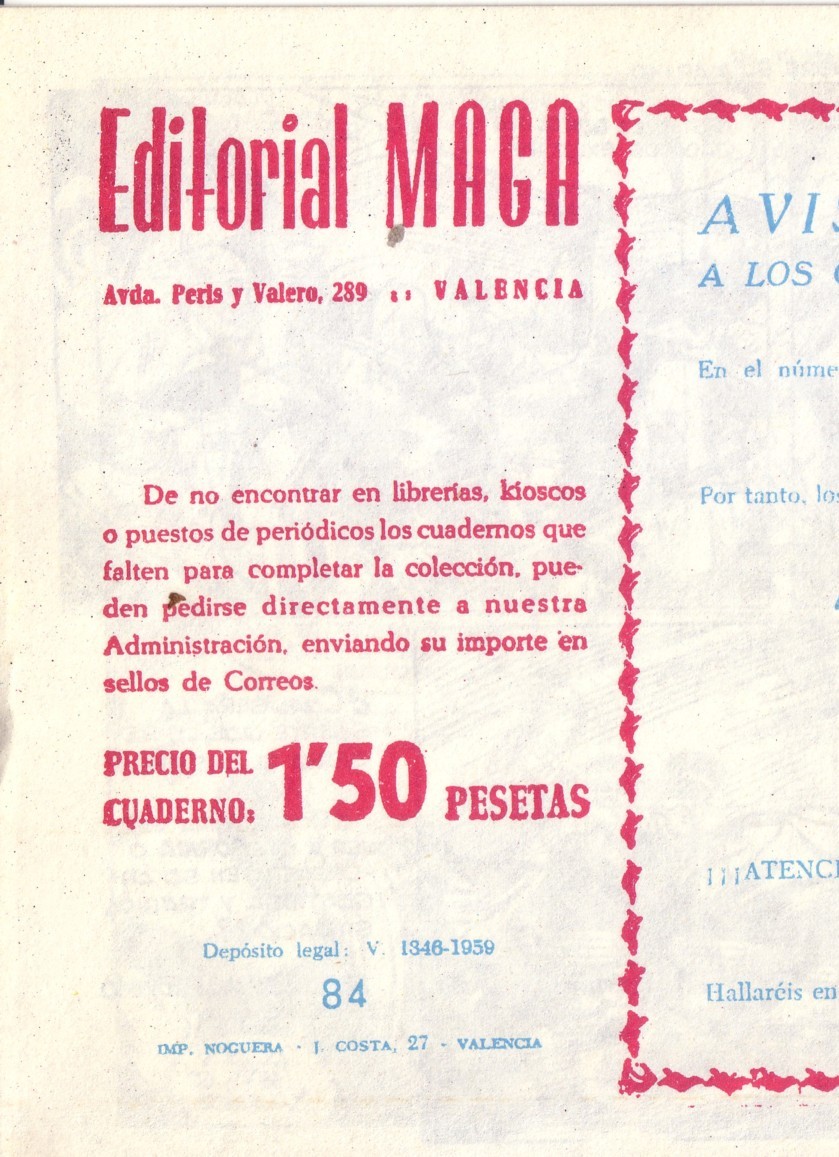 Editorial MAGA
Avda. Peris y Valero, 289 :: VALENCIA
De no encontrar en librerías, kioscos
o puestos de periódicos los cuadernos que
falten para completar la colección, pue-
den pedirse directamente a nuestra
Administración, enviando su importe en
sellos de Correos.
PRECIO DEL
CUADERNO: 1'50 PESETAS
Depósito legal: V. 1346-1959
84
IMP. NOGUERA - J. COSTA, 27 - VALENCIA
AVIS
A LOS
En el núme
Por tanto, los
¡¡¡ATENCI
Hallaréis en